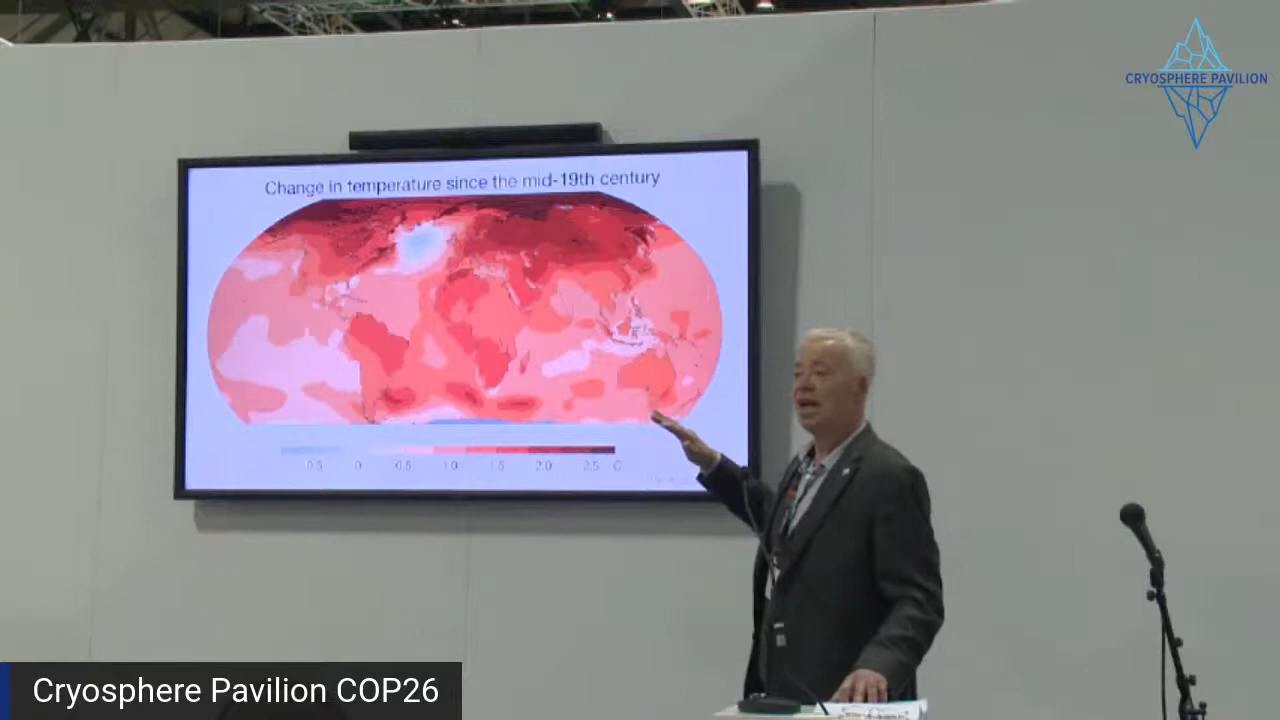 CRYOSPHERE PAVILION
Change in temperature since the mid-19th century
0.5 0 0.5 1.0 1.5 2.0 2.5 C
Cryosphere Pavilion COP26